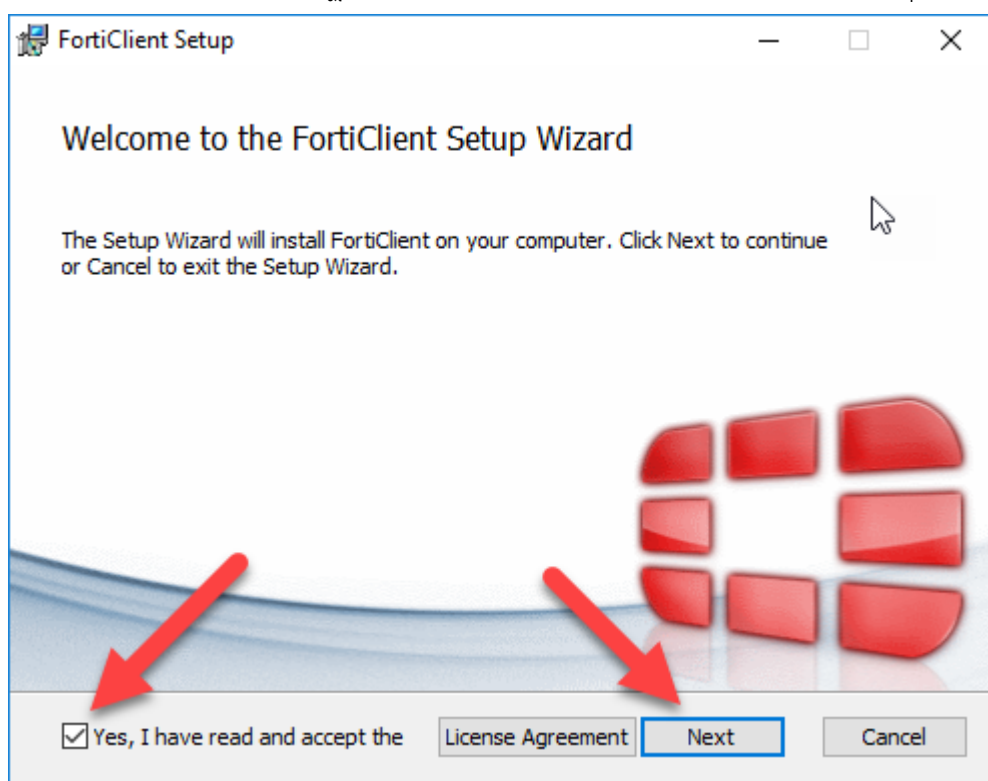 FortiClient Setup
Welcome to the FortiClient Setup Wizard
The Setup Wizard will install FortiClient on your computer. Click Next to continue
or Cancel to exit the Setup Wizard.
Yes, I have read and accept the License Agreement Next Cancel